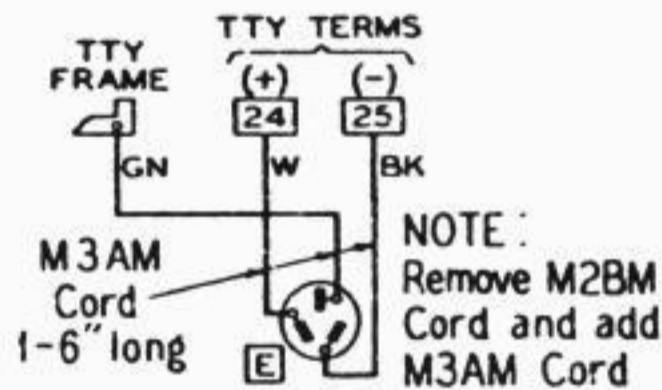 TTY TERMS
TTY
FRAME
(+) (-)
24 25
GN W BK
M3AM
Cord
1-6" long
E
NOTE:
Remove M2BM
Cord and add
M3AM Cord